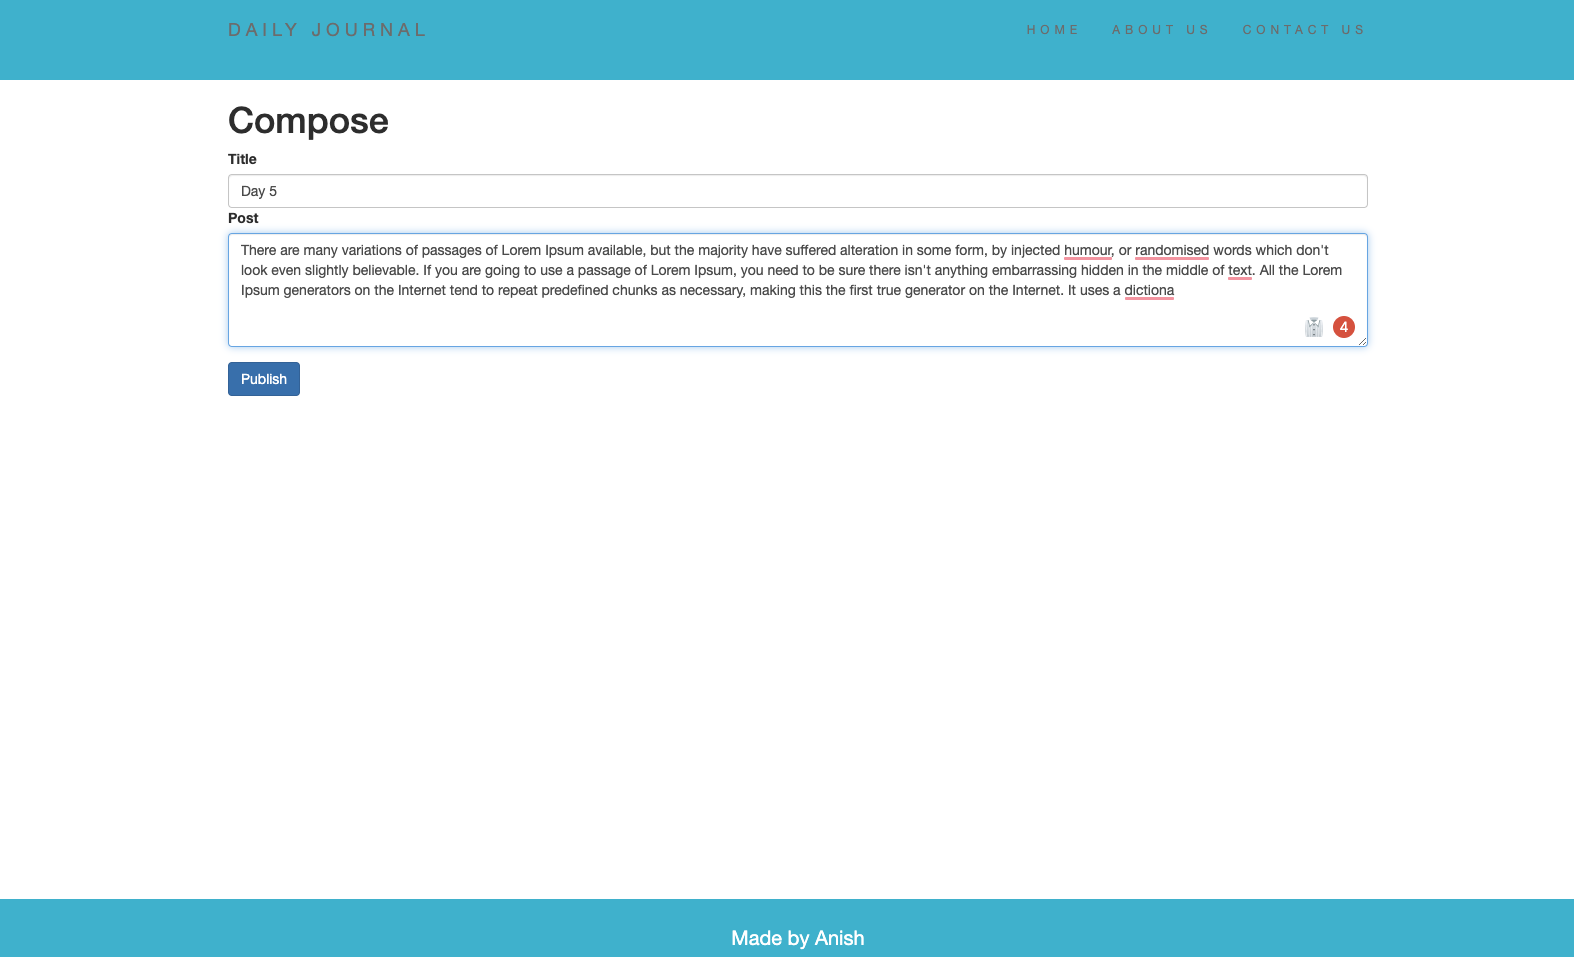 DAILY JOURNAL
HOME ABOUT US CONTACT US
Compose
Title
Day 5
Post
There are many variations of passages of Lorem Ipsum available, but the majority have suffered alteration in some form, by injected humour, or randomised words which don't
look even slightly believable. If you are going to use a passage of Lorem Ipsum, you need to be sure there isn't anything embarrassing hidden in the middle of text. All the Lorem
Ipsum generators on the Internet tend to repeat predefined chunks as necessary, making this the first true generator on the Internet. It uses a dictiona
4
Publish
Made by Anish